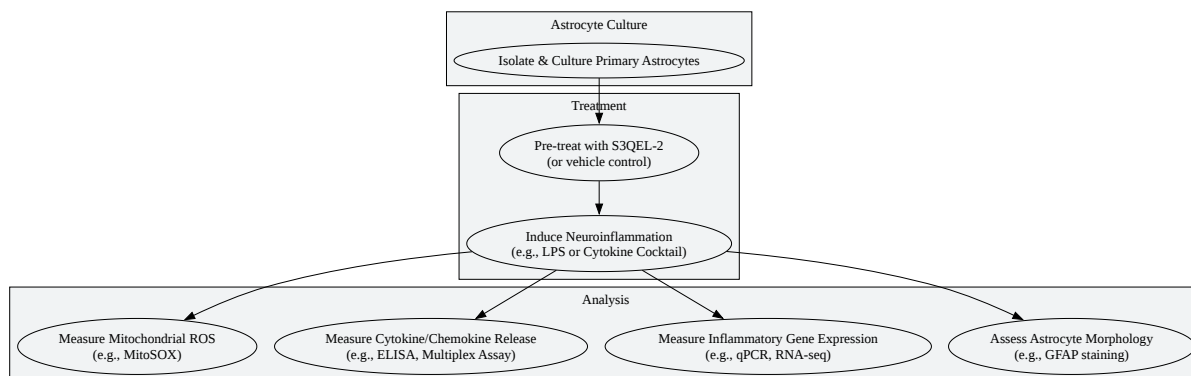 Astrocyte Culture
Isolate & Culture Primary Astrocytes
Treatment
Pre-treat with S3QEL-2
(or vehicle control)
Induce Neuroinflammation
(e.g., LPS or Cytokine Cocktail)
Analysis
Measure Mitochondrial ROS
(e.g., MitoSOX)
Measure Cytokine/Chemokine Release
(e.g., ELISA, Multiplex Assay)
Measure Inflammatory Gene Expression
(e.g., qPCR, RNA-seq)
Assess Astrocyte Morphology
(e.g., GFAP staining)